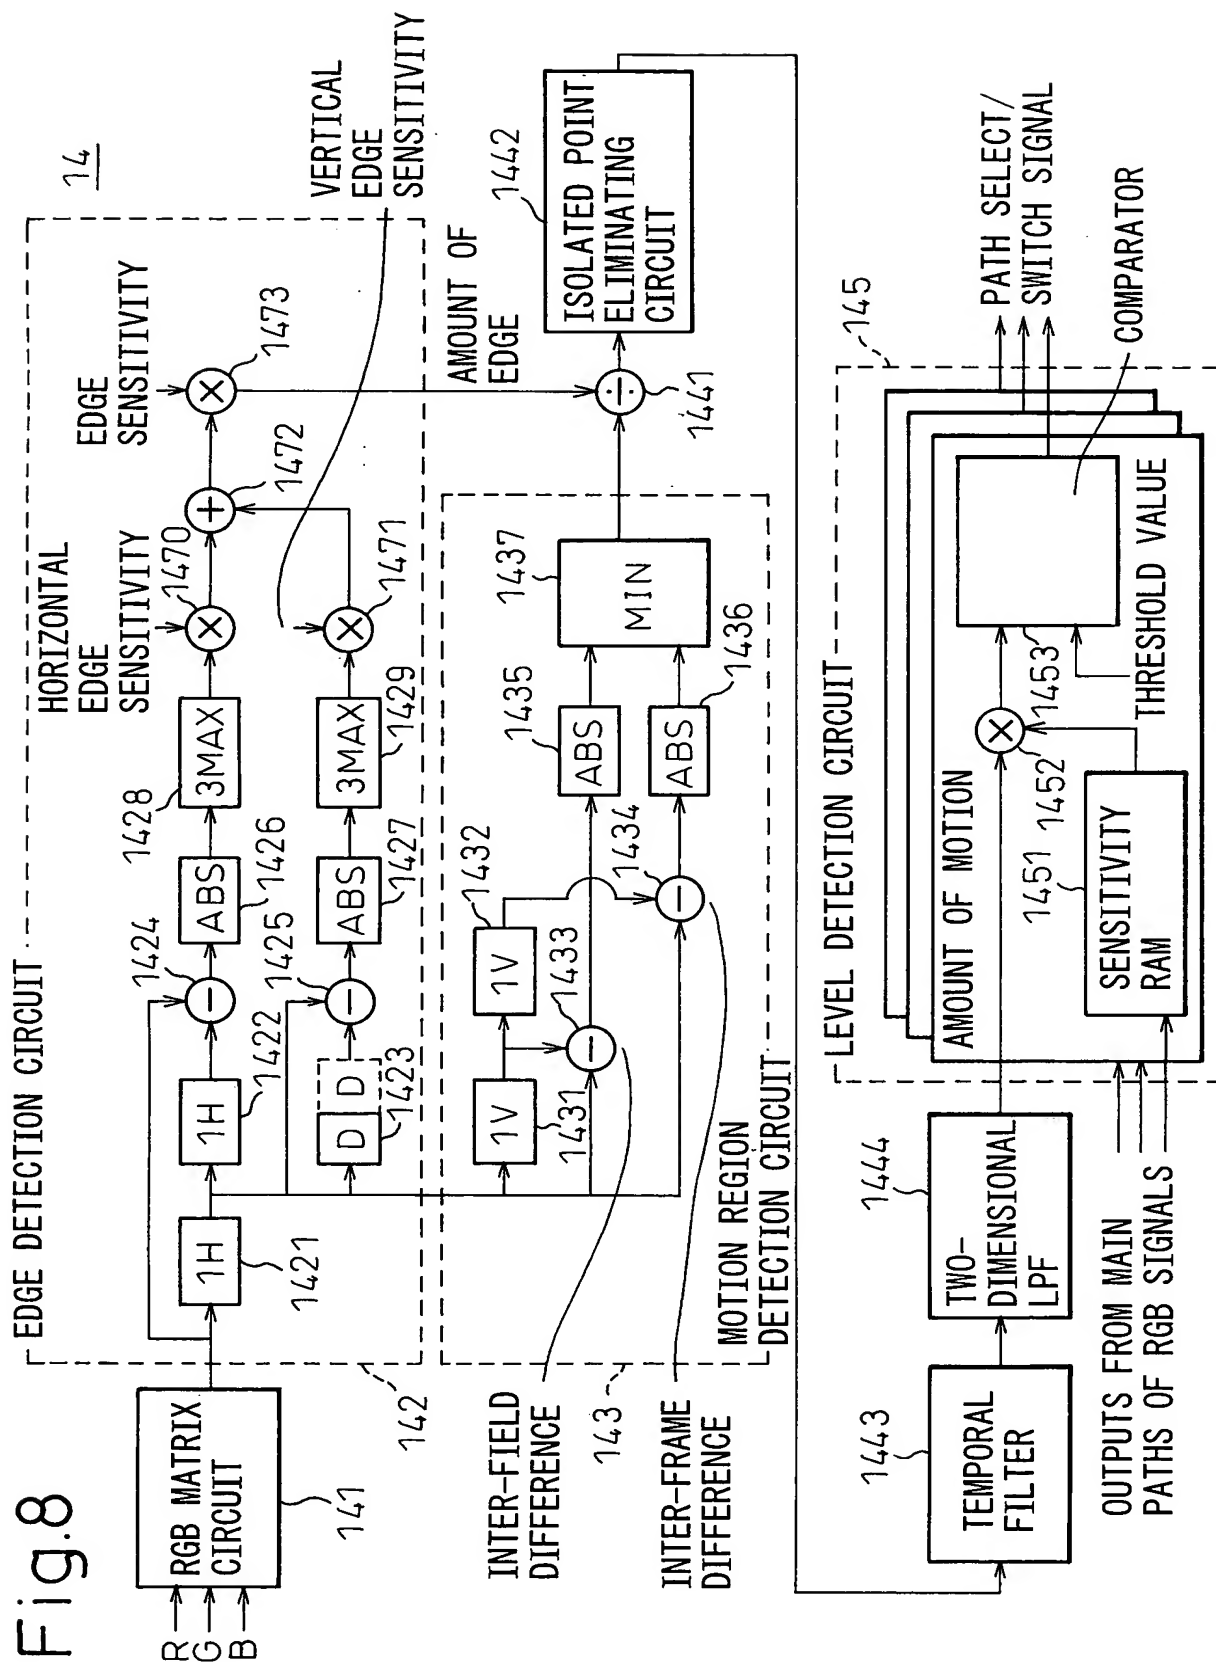 Fig.8
14
R
G
B
RGB MATRIX
CIRCUIT
141
EDGE DETECTION CIRCUIT
142
1H
1421
1H
1422
D
D
1423
−
1424
−
1425
ABS
1426
ABS
1427
3MAX
1428
3MAX
1429
HORIZONTAL
EDGE
SENSITIVITY
×
1470
×
1471
VERTICAL
EDGE
SENSITIVITY
+
1472
EDGE
SENSITIVITY
×
1473
AMOUNT OF
EDGE
MOTION REGION
DETECTION CIRCUIT
143
1V
1431
1V
1432
−
1433
−
1434
INTER-FIELD
DIFFERENCE
INTER-FRAME
DIFFERENCE
ABS
1435
ABS
1436
MIN
1437
÷
1441
ISOLATED POINT
ELIMINATING
CIRCUIT
1442
TEMPORAL
FILTER
1443
TWO-
DIMENSIONAL
LPF
1444
LEVEL DETECTION CIRCUIT
145
AMOUNT OF MOTION
OUTPUTS FROM MAIN
PATHS OF RGB SIGNALS
SENSITIVITY
RAM
1451
×
1452
1453
THRESHOLD VALUE
COMPARATOR
PATH SELECT/
SWITCH SIGNAL